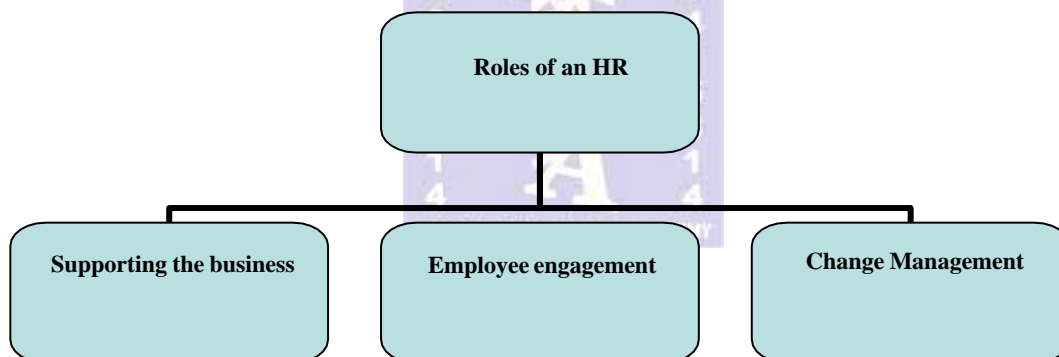 Roles of an HR
Supporting the business
Employee engagement
Change Management